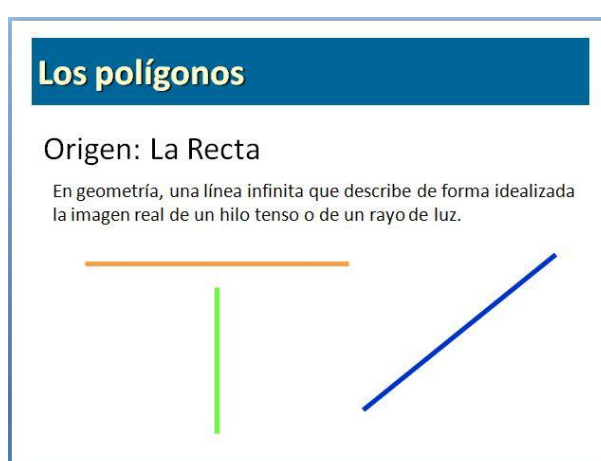 Los polígonos
Origen: La Recta
En geometría, una línea infinita que describe de forma idealizada
la imagen real de un hilo tenso o de un rayo de luz.